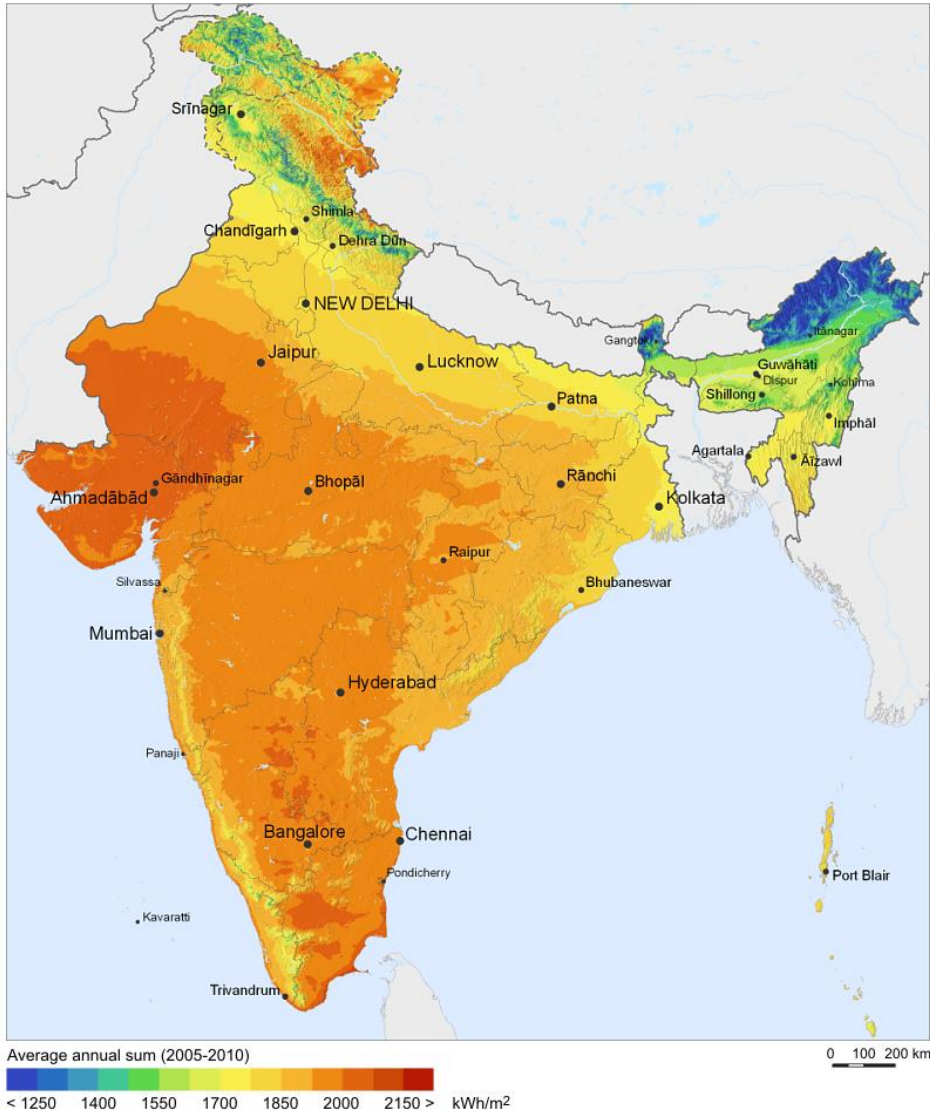 Srīnagar
Shimla
Chandīgarh
Dehra Dūn
NEW DELHI
Jaipur
Lucknow
Gangtok
Itānagar
Guwāhāti
Dispur
Kohīma
Shillong
Patna
Imphāl
Agartala
Āīzawl
Gāndhīnagar
Ahmadābād
Bhopāl
Rānchi
Kolkata
Raipur
Silvassa
Bhubaneswar
Mumbai
Hyderabad
Panaji
Bangalore
Chennai
Pondicherry
Port Blair
Kavaratti
Trivandrum
Average annual sum (2005-2010)
0 100 200 km
< 1250 1400 1550 1700 1850 2000 2150 > kWh/m²